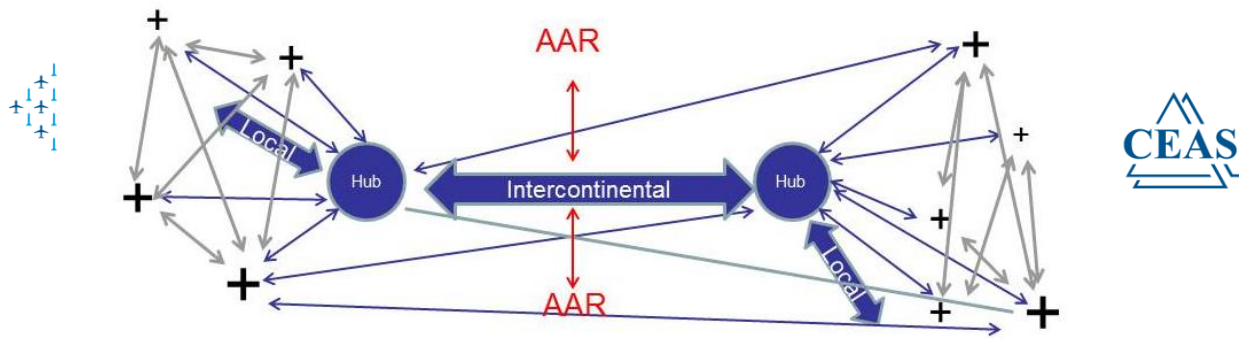 AAR
Local
Hub
Intercontinental
Hub
Local
AAR
CEAS